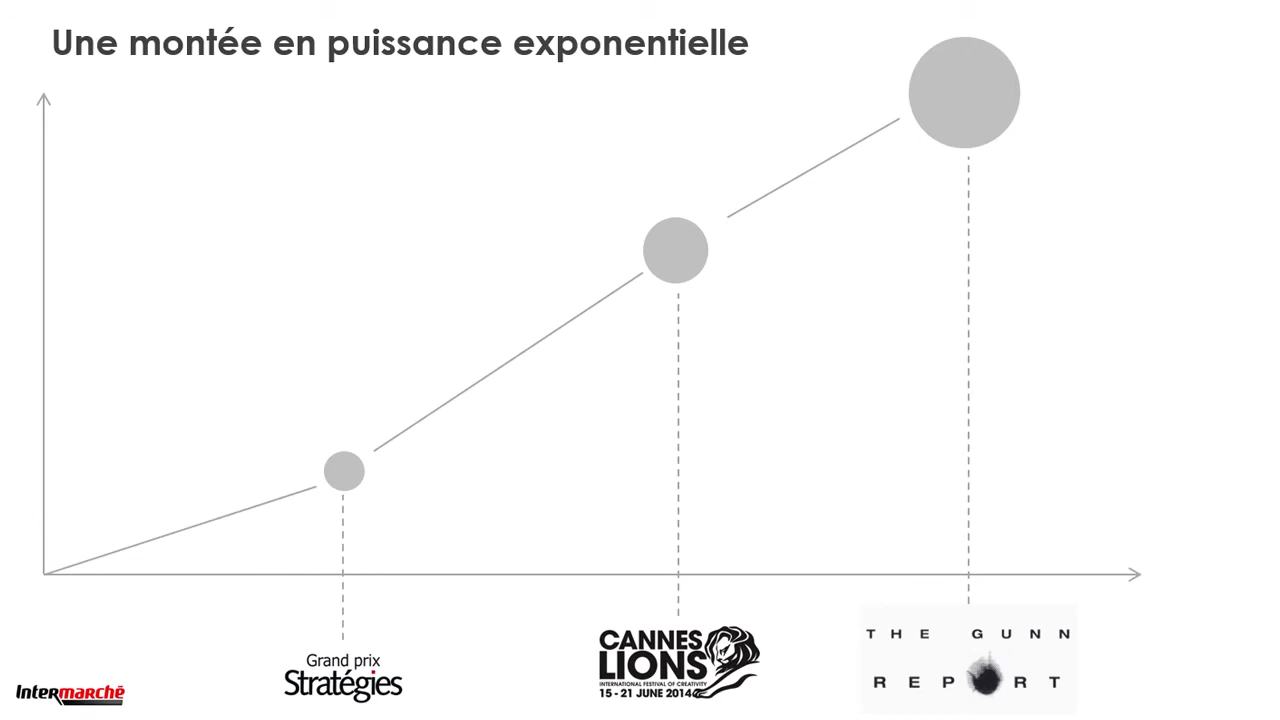 Une montée en puissance exponentielle
Grand prix
Stratégies
CANNES
LIONS
INTERNATIONAL FESTIVAL OF CREATIVITY
15 - 21 JUNE 2014
THE GUNN
REPORT
Intermarchē